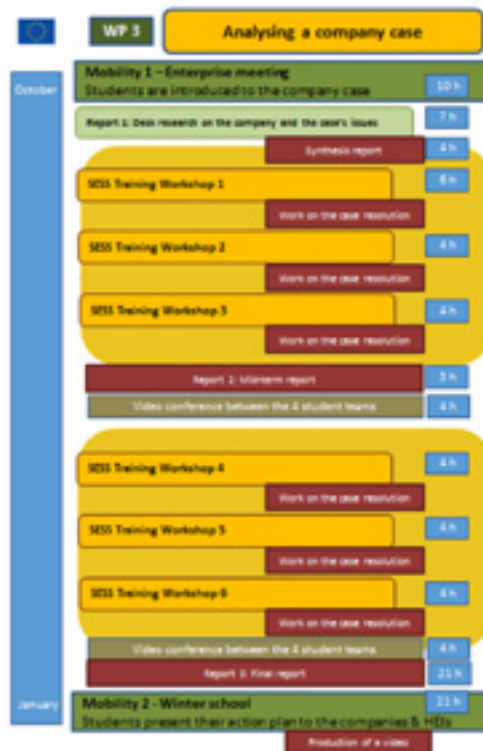 WP 3
Analysing a company case
October
Mobility 1 – Enterprise meeting
Students are introduced to the company case
10 h
Report 1: Desk research on the company and the case's issues
7 h
Synthesis report
4 h
SESS Training Workshop 1
6 h
Work on the case resolution
SESS Training Workshop 2
4 h
Work on the case resolution
SESS Training Workshop 3
4 h
Work on the case resolution
Report 2: Mid-term report
3 h
Video conference between the 4 student teams
4 h
SESS Training Workshop 4
4 h
Work on the case resolution
SESS Training Workshop 5
4 h
Work on the case resolution
SESS Training Workshop 6
4 h
Work on the case resolution
Video conference between the 4 student teams
4 h
Report 3: Final report
21 h
January
Mobility 2 - Winter school
21 h
Students present their action plan to the companies & HEIs
Production of a video